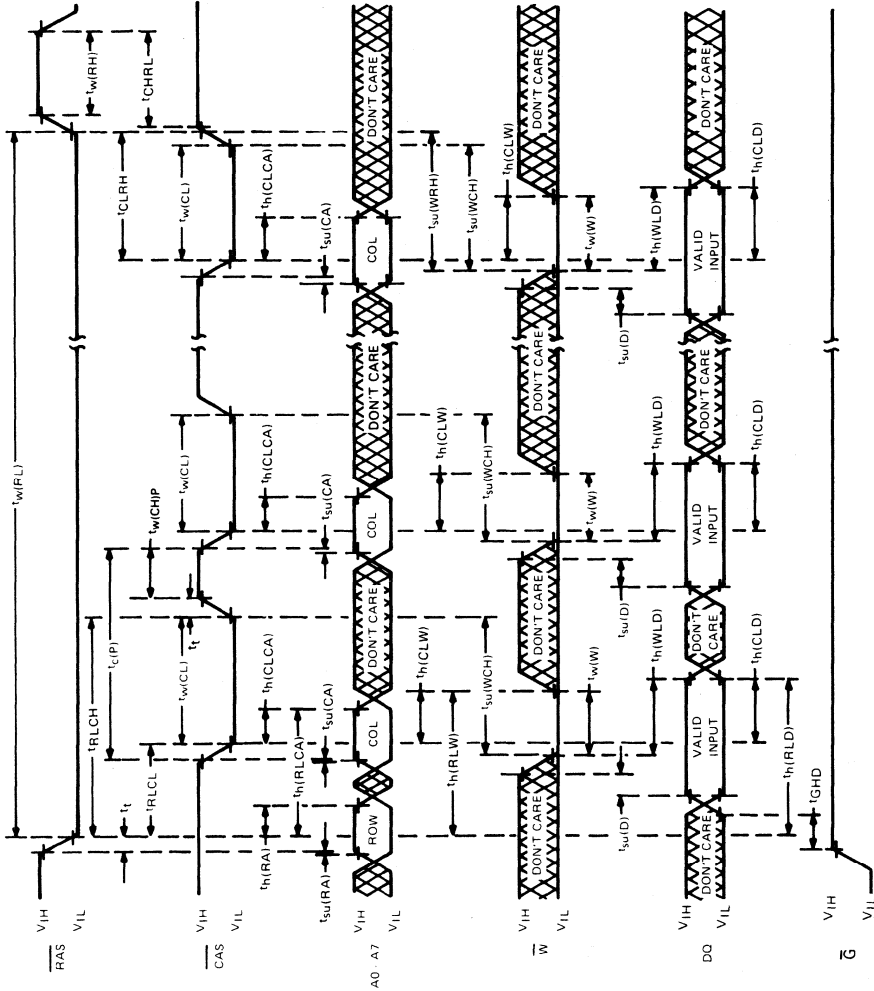 RAS
VIH
VIL
tw(RL)
tt
tRLCH
tRLCL
tc(P)
tw(CHIP
tCLRH
tw(RH)
tCHRL
CAS
VIH
VIL
tw(CL)
tt
tw(CL)
tw(CL)
th(RA)
th(RLCA)
th(CLCA)
th(CLCA)
th(CLCA)
tsu(RA)
tsu(CA)
tsu(CA)
tsu(CA)
A0 - A7
VIH
VIL
ROW
COL
DON'T CARE
COL
DON'T CARE
COL
DON'T CARE
th(RLW)
th(CLW)
tsu(WCH)
th(CLW)
tsu(WCH)
tsu(WRH)
tsu(WCH)
th(CLW)
tw(W)
W
VIH
VIL
DON'T CARE
DON'T CARE
DON'T CARE
DON'T CARE
tw(W)
tw(W)
tsu(D)
th(WLD)
tsu(D)
th(WLD)
tsu(D)
th(WLD)
DQ
VIH
VIL
DON'T CARE
VALID
INPUT
DON'T
CARE
VALID
INPUT
DON'T CARE
VALID
INPUT
DON'T CARE
th(CLD)
th(CLD)
th(CLD)
th(RLD)
tGHD
G
VIH
VIL